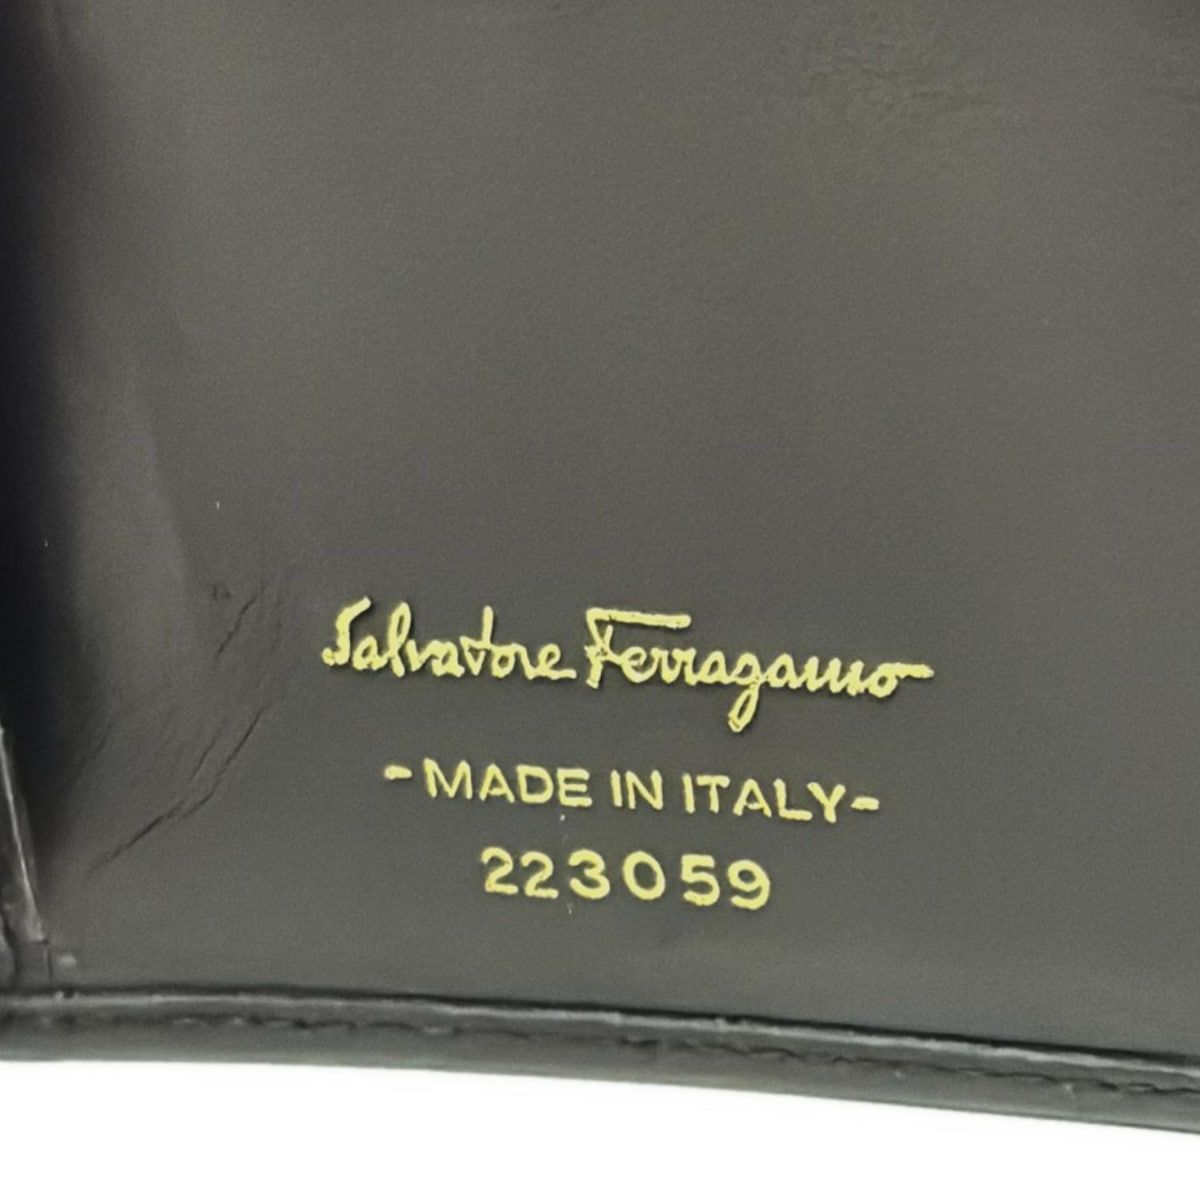 Salvatore Ferragamo
-MADE IN ITALY-
223059